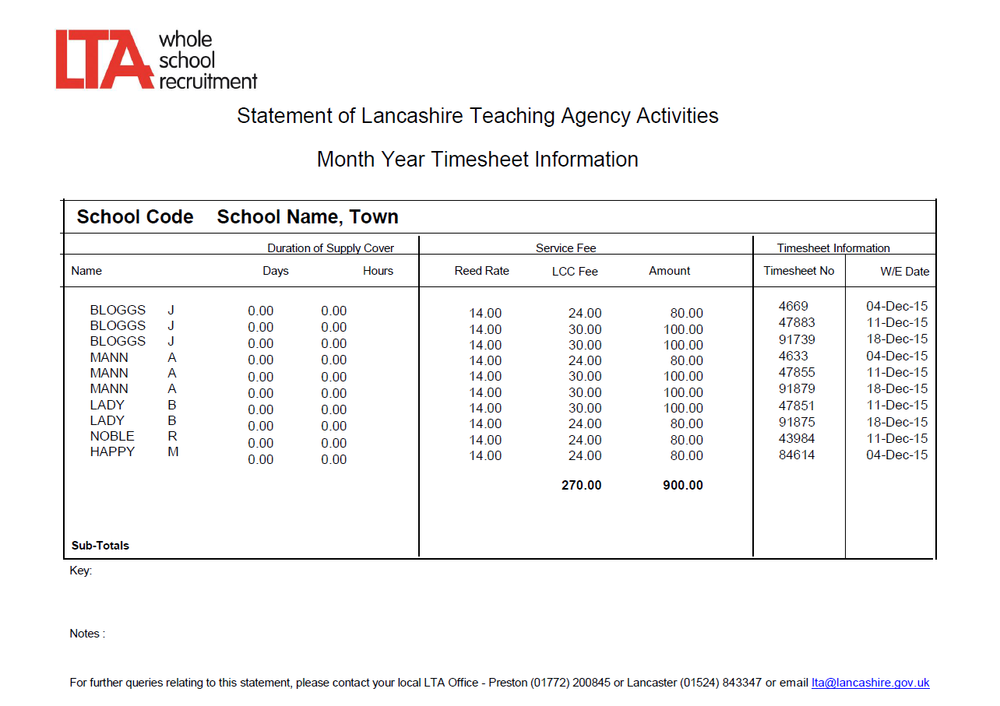 LTA whole
school
recruitment
Statement of Lancashire Teaching Agency Activities
Month Year Timesheet Information
School Code School Name, Town
Duration of Supply Cover Service Fee Timesheet Information
Name Days Hours Reed Rate LCC Fee Amount Timesheet No W/E Date
BLOGGS J 0.00 0.00 14.00 24.00 80.00 4669 04-Dec-15
BLOGGS J 0.00 0.00 14.00 30.00 100.00 47883 11-Dec-15
BLOGGS J 0.00 0.00 14.00 30.00 100.00 91739 18-Dec-15
MANN A 0.00 0.00 14.00 24.00 80.00 4633 04-Dec-15
MANN A 0.00 0.00 14.00 30.00 100.00 47855 11-Dec-15
MANN A 0.00 0.00 14.00 30.00 100.00 91879 18-Dec-15
LADY B 0.00 0.00 14.00 30.00 100.00 47851 11-Dec-15
LADY B 0.00 0.00 14.00 24.00 80.00 91875 18-Dec-15
NOBLE R 0.00 0.00 14.00 24.00 80.00 43984 11-Dec-15
HAPPY M 0.00 0.00 14.00 24.00 80.00 84614 04-Dec-15
270.00 900.00
Sub-Totals
Key:
Notes :
For further queries relating to this statement, please contact your local LTA Office - Preston (01772) 200845 or Lancaster (01524) 843347 or email lta@lancashire.gov.uk